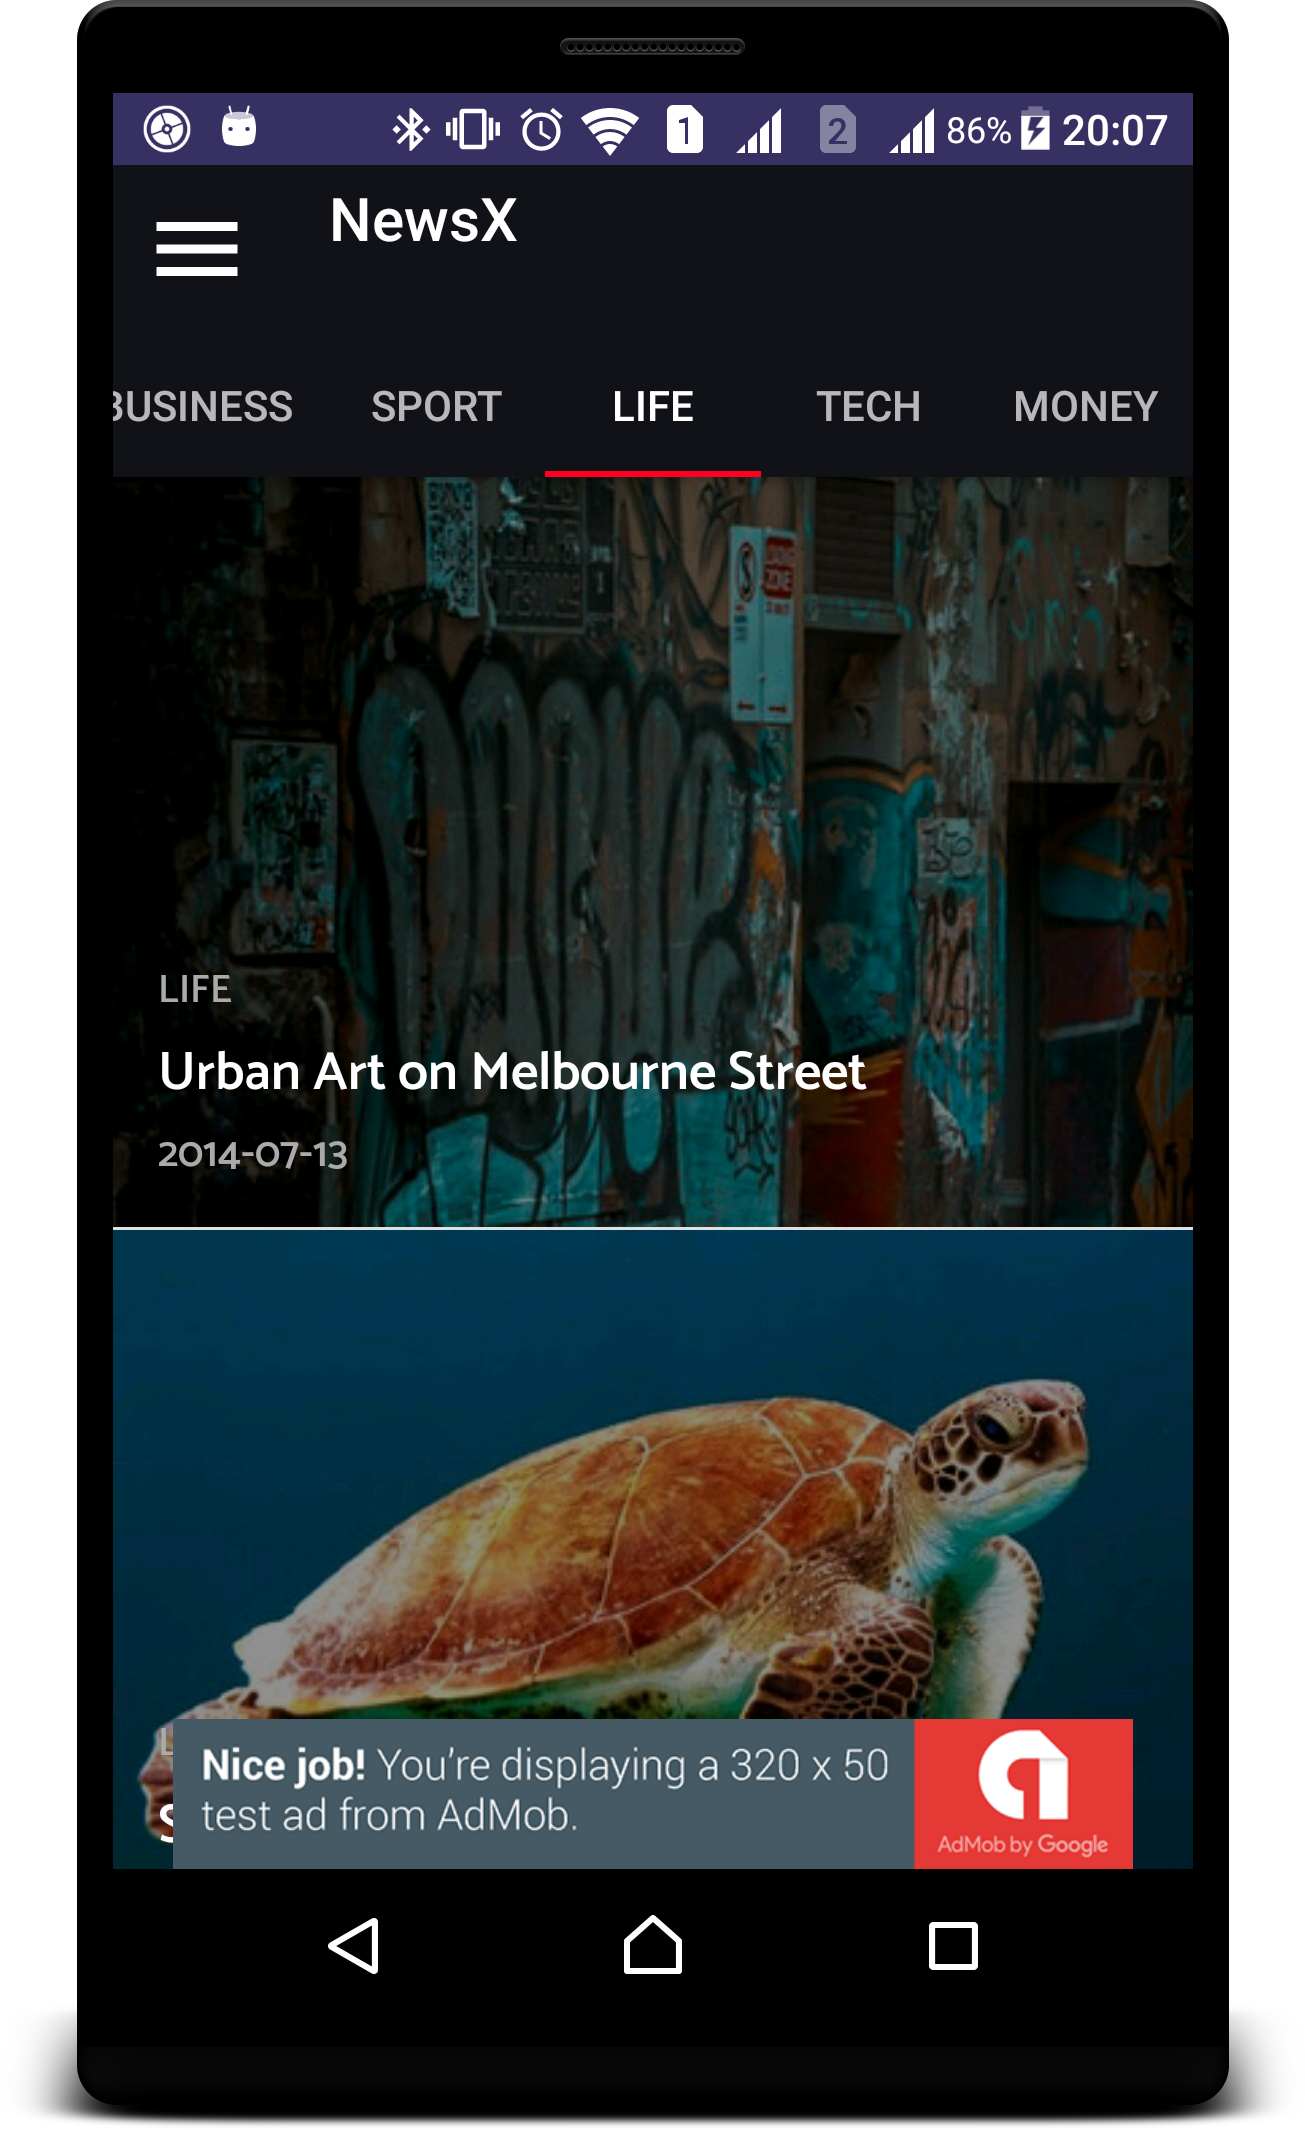 1 2 86% 20:07
NewsX
BUSINESS SPORT LIFE TECH MONEY
LIFE
Urban Art on Melbourne Street
2014-07-13
L
S
Nice job! You're displaying a 320 x 50
test ad from AdMob.
AdMob by Google